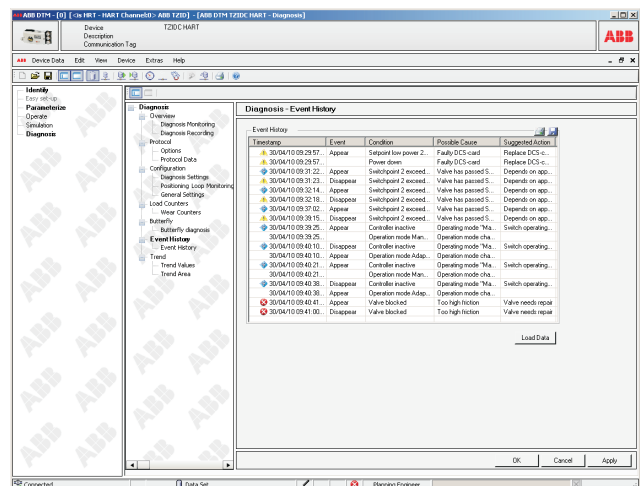 ABB DTM - [0] [<is HRT - HART Channel:0> ABB TZID] - [ABB DTM TZIDC HART - Diagnosis]
Device TZIDC HART
Description
Communication Tag
ABB
ABB Device Data Edit View Device Extras Help
Identify
Easy set-up
Parameterize
Operate
Simulation
Diagnosis
Diagnosis
Overview
Diagnosis Monitoring
Diagnosis Recording
Protocol
Options
Protocol Data
Configuration
Diagnosis Settings
Positioning Loop Monitoring
General Settings
Load Counters
Wear Counters
Butterfly
Butterfly diagnosis
Event History
Event History
Trend
Trend Values
Trend Area
Diagnosis - Event History
Event History
Timestamp Event Condition Possible Cause Suggested Action
30/04/10 09:29:57... Appear Setpoint low power 2... Faulty DCS-card Replace DCS-c...
30/04/10 09:29:57... Power down Faulty DCS-card Replace DCS-c...
30/04/10 09:31:22... Appear Switchpoint 2 exceed... Valve has passed S... Depends on app...
30/04/10 09:31:23... Disappear Switchpoint 2 exceed... Valve has passed S... Depends on app...
30/04/10 09:32:14... Appear Switchpoint 2 exceed... Valve has passed S... Depends on app...
30/04/10 09:32:18... Disappear Switchpoint 2 exceed... Valve has passed S... Depends on app...
30/04/10 09:37:02... Appear Switchpoint 2 exceed... Valve has passed S... Depends on app...
30/04/10 09:39:15... Disappear Switchpoint 2 exceed... Valve has passed S... Depends on app...
30/04/10 09:39:25... Appear Controller inactive Operating mode "Ma... Switch operating...
30/04/10 09:39:25... Operation mode Man... Operation mode cha...
30/04/10 09:40:10... Disappear Controller inactive Operating mode "Ma... Switch operating...
30/04/10 09:40:10... Appear Operation mode Adap... Operation mode cha...
30/04/10 09:40:21... Appear Controller inactive Operating mode "Ma... Switch operating...
30/04/10 09:40:21... Operation mode Man... Operation mode cha...
30/04/10 09:40:38... Disappear Controller inactive Operating mode "Ma... Switch operating...
30/04/10 09:40:38... Appear Operation mode Adap... Operation mode cha...
30/04/10 09:40:41... Appear Valve blocked Too high friction Valve needs repair
30/04/10 09:41:00... Disappear Valve blocked Too high friction Valve needs repair
Load Data
OK Cancel Apply
Connected Data Set Planning Engineer